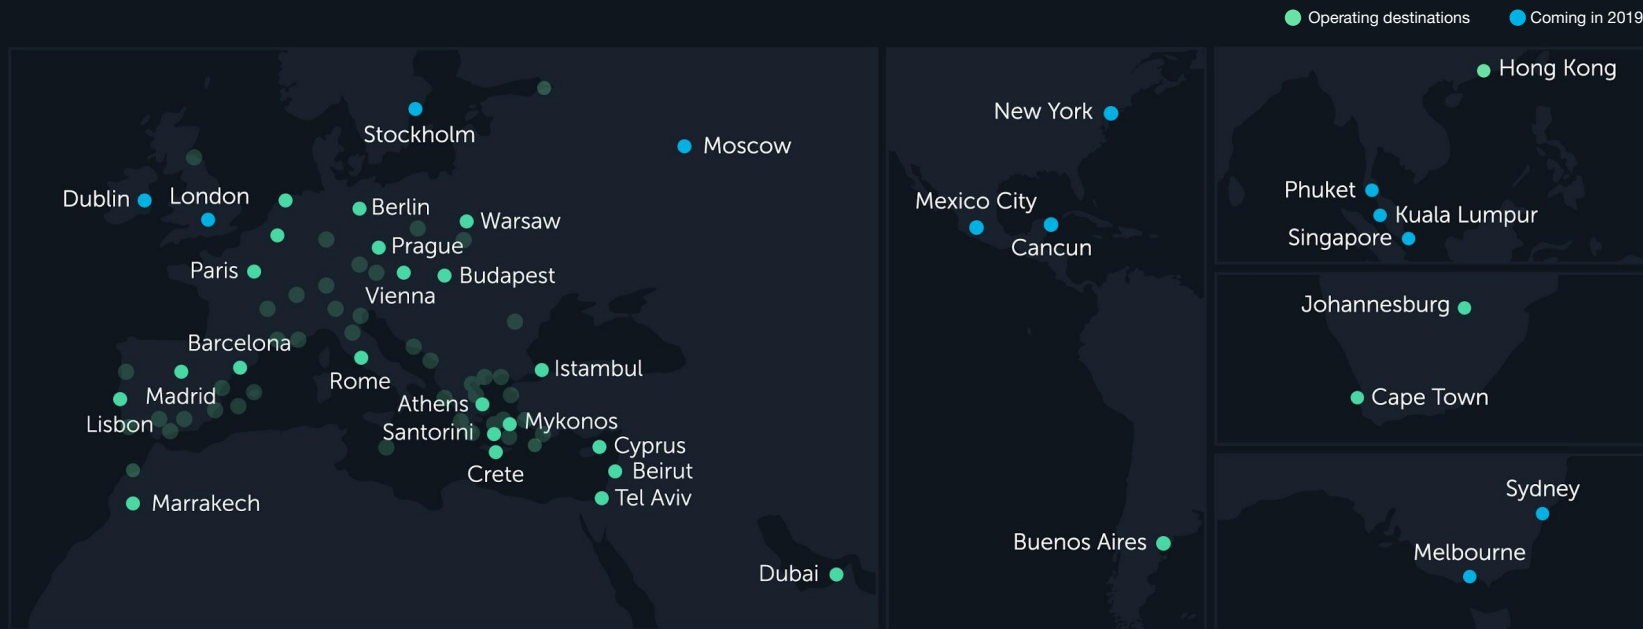 Operating destinations
Coming in 2019
Stockholm
Moscow
Dublin
London
Berlin
Warsaw
Prague
Paris
Budapest
Vienna
Barcelona
Istambul
Rome
Madrid
Athens
Lisbon
Mykonos
Santorini
Cyprus
Crete
Beirut
Tel Aviv
Marrakech
Dubai
New York
Mexico City
Cancun
Buenos Aires
Hong Kong
Phuket
Kuala Lumpur
Singapore
Johannesburg
Cape Town
Sydney
Melbourne